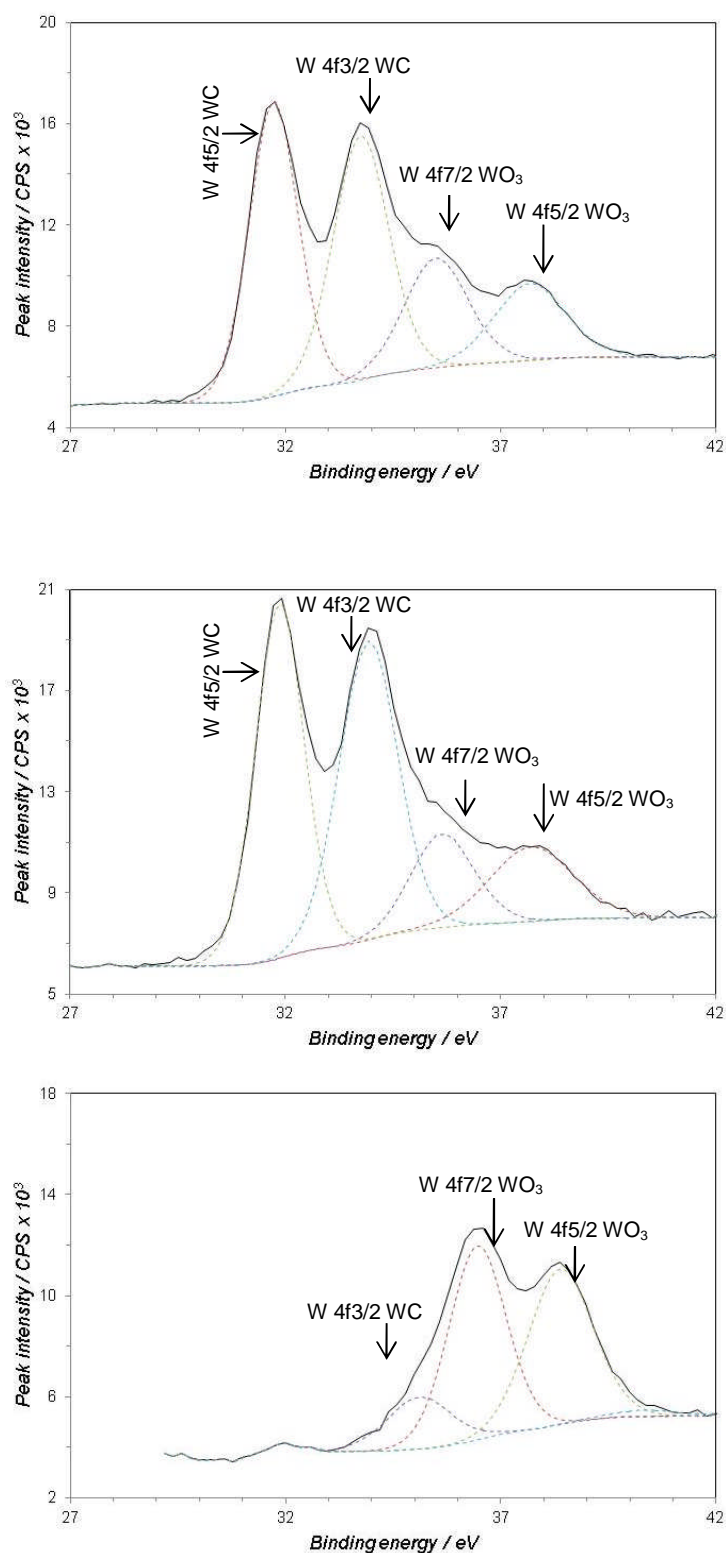 20
16
12
8
4
Peak intensity / CPS x 10³
W 4f5/2 WC
W 4f3/2 WC
W 4f7/2 WO₃
W 4f5/2 WO₃
27
32
37
42
Binding energy / eV
21
17
13
9
5
Peak intensity / CPS x 10³
W 4f5/2 WC
W 4f3/2 WC
W 4f7/2 WO₃
W 4f5/2 WO₃
27
32
37
42
Binding energy / eV
18
14
10
6
2
Peak intensity / CPS x 10³
W 4f7/2 WO₃
W 4f5/2 WO₃
W 4f3/2 WC
27
32
37
42
Binding energy / eV